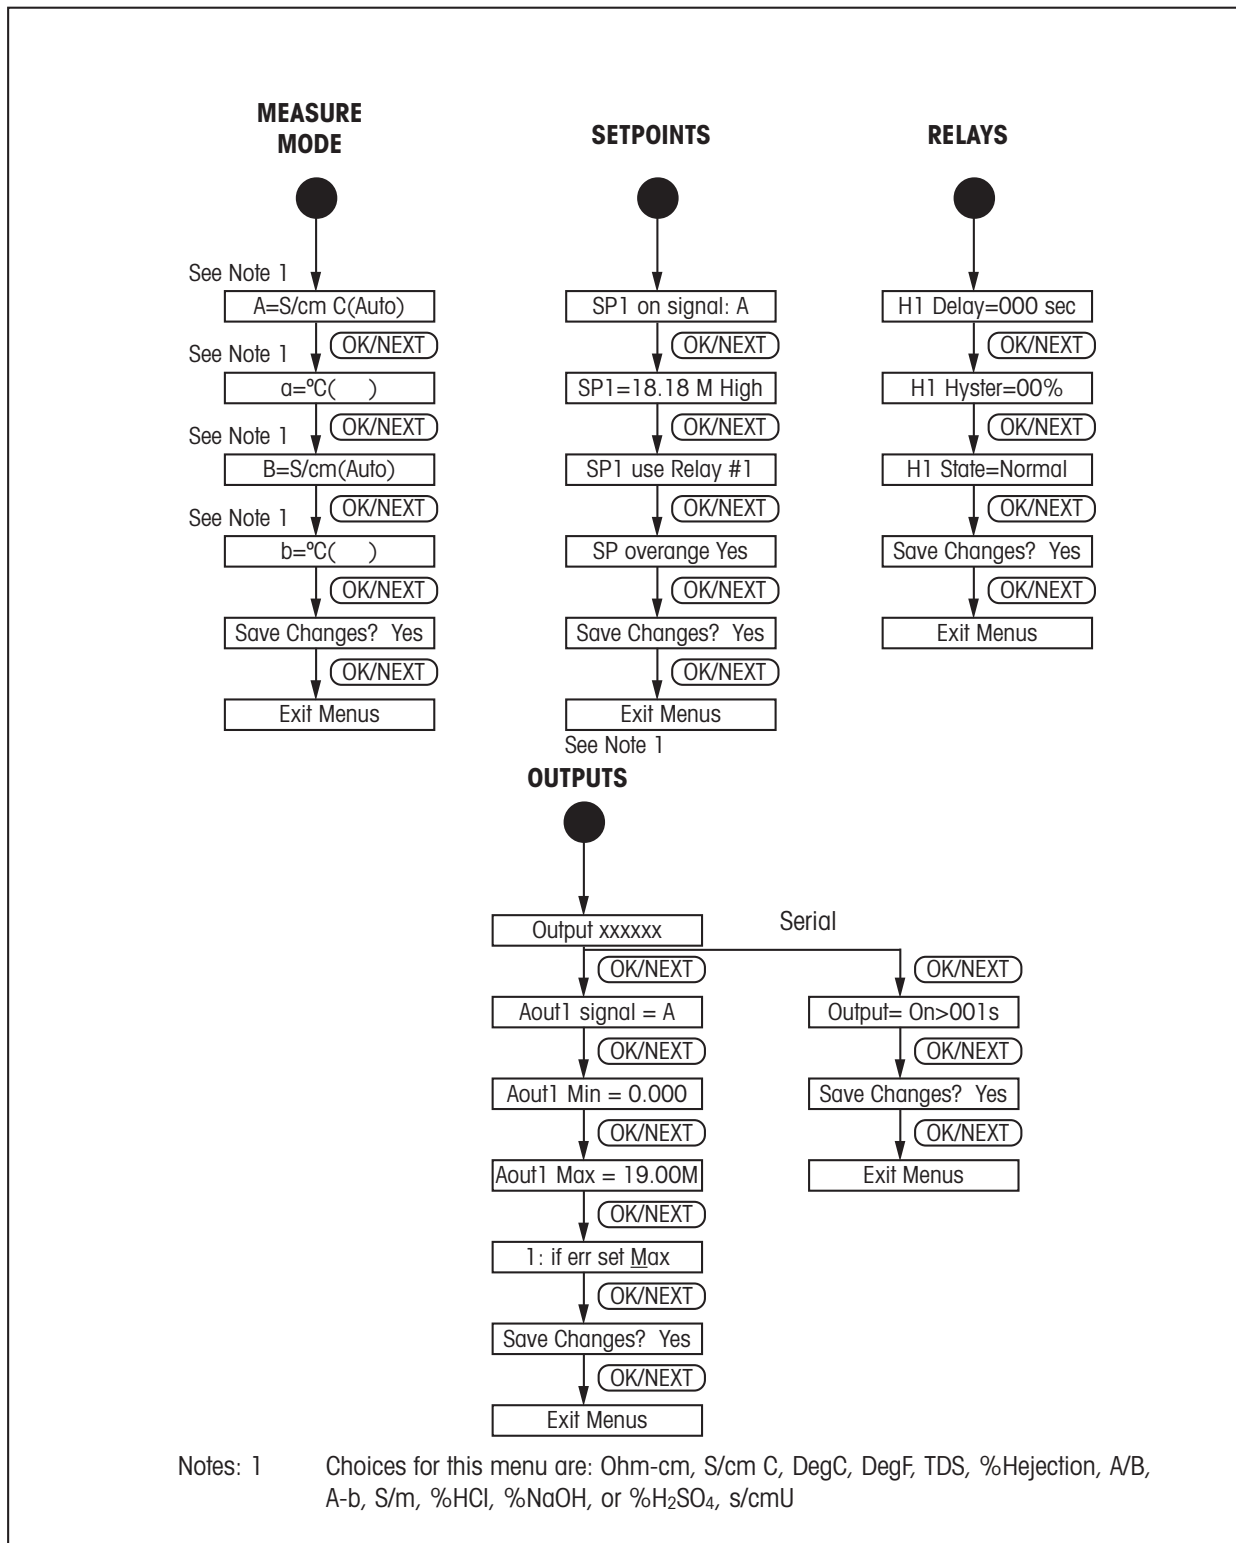 MEASURE
MODE
See Note 1
A=S/cm C(Auto)
OK/NEXT
See Note 1
a=ºC(    )
OK/NEXT
See Note 1
B=S/cm(Auto)
OK/NEXT
See Note 1
b=ºC(    )
OK/NEXT
Save Changes?  Yes
OK/NEXT
Exit Menus
SETPOINTS
SP1 on signal: A
OK/NEXT
SP1=18.18 M High
OK/NEXT
SP1 use Relay #1
OK/NEXT
SP overange Yes
OK/NEXT
Save Changes?  Yes
OK/NEXT
Exit Menus
See Note 1
RELAYS
H1 Delay=000 sec
OK/NEXT
H1 Hyster=00%
OK/NEXT
H1 State=Normal
OK/NEXT
Save Changes?  Yes
OK/NEXT
Exit Menus
OUTPUTS
Output xxxxxx
OK/NEXT
Aout1 signal = A
OK/NEXT
Aout1 Min = 0.000
OK/NEXT
Aout1 Max = 19.00M
OK/NEXT
1: if err set Max
OK/NEXT
Save Changes?  Yes
OK/NEXT
Exit Menus
Serial
OK/NEXT
Output= On>001s
OK/NEXT
Save Changes?  Yes
OK/NEXT
Exit Menus
Notes: 1 Choices for this menu are: Ohm-cm, S/cm C, DegC, DegF, TDS, %Hejection, A/B,
A-b, S/m, %HCl, %NaOH, or %H₂SO₄, s/cmU